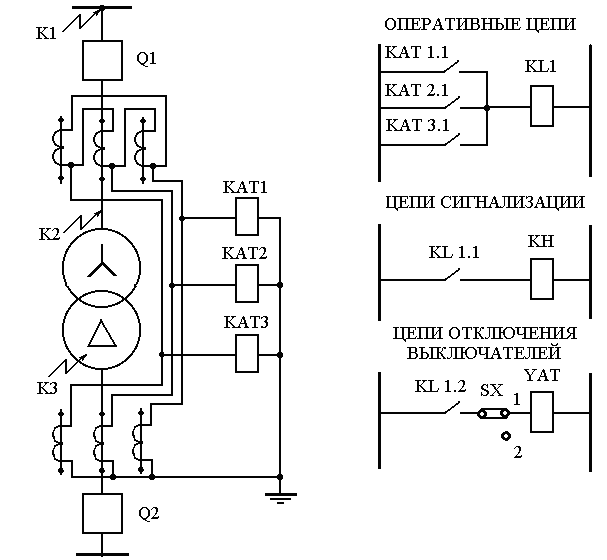 K1
Q1
K2
K3
Q2
KAT1
KAT2
KAT3
ОПЕРАТИВНЫЕ ЦЕПИ
KAT 1.1
KAT 2.1
KAT 3.1
KL1
ЦЕПИ СИГНАЛИЗАЦИИ
KL 1.1
KH
ЦЕПИ ОТКЛЮЧЕНИЯ
ВЫКЛЮЧАТЕЛЕЙ
KL 1.2
SX
1
YAT
2